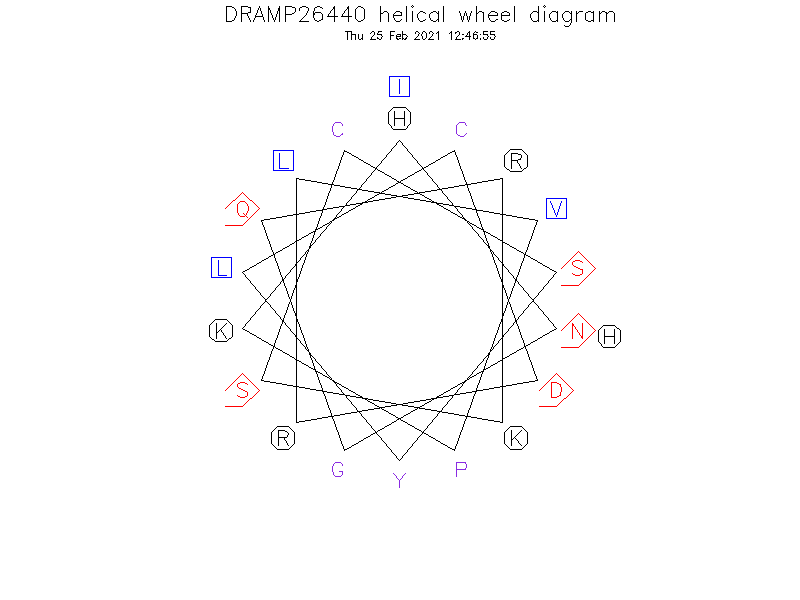 DRAMP26440 helical wheel diagram
Thu 25 Feb 2021 12:46:55
I
H
C C
L R
Q V
L S
K N H
S D
R K
G Y P